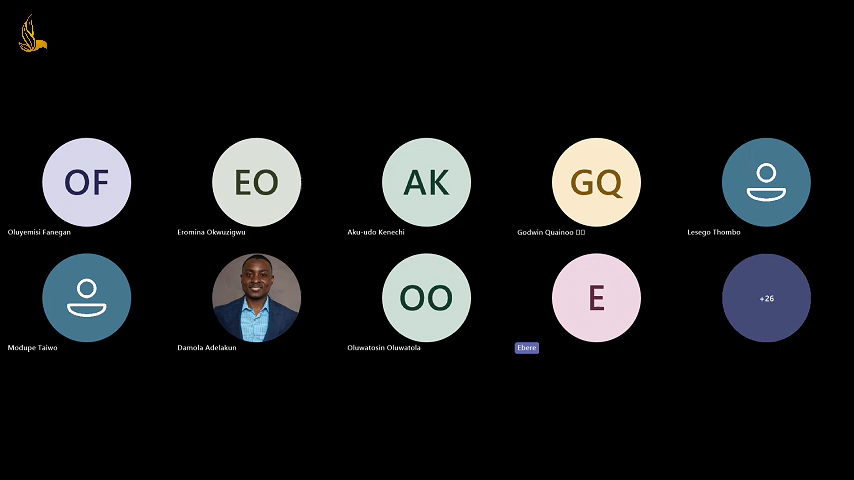 OF
EO
AK
GQ
Oluyemisi Fanegan
Eromina Okwuzigwu
Aku-udo Kenechi
Godwin Quainoo
Lesego Thombo
OO
E
+26
Modupe Taiwo
Damola Adelakun
Oluwatosin Oluwatola
Ebere